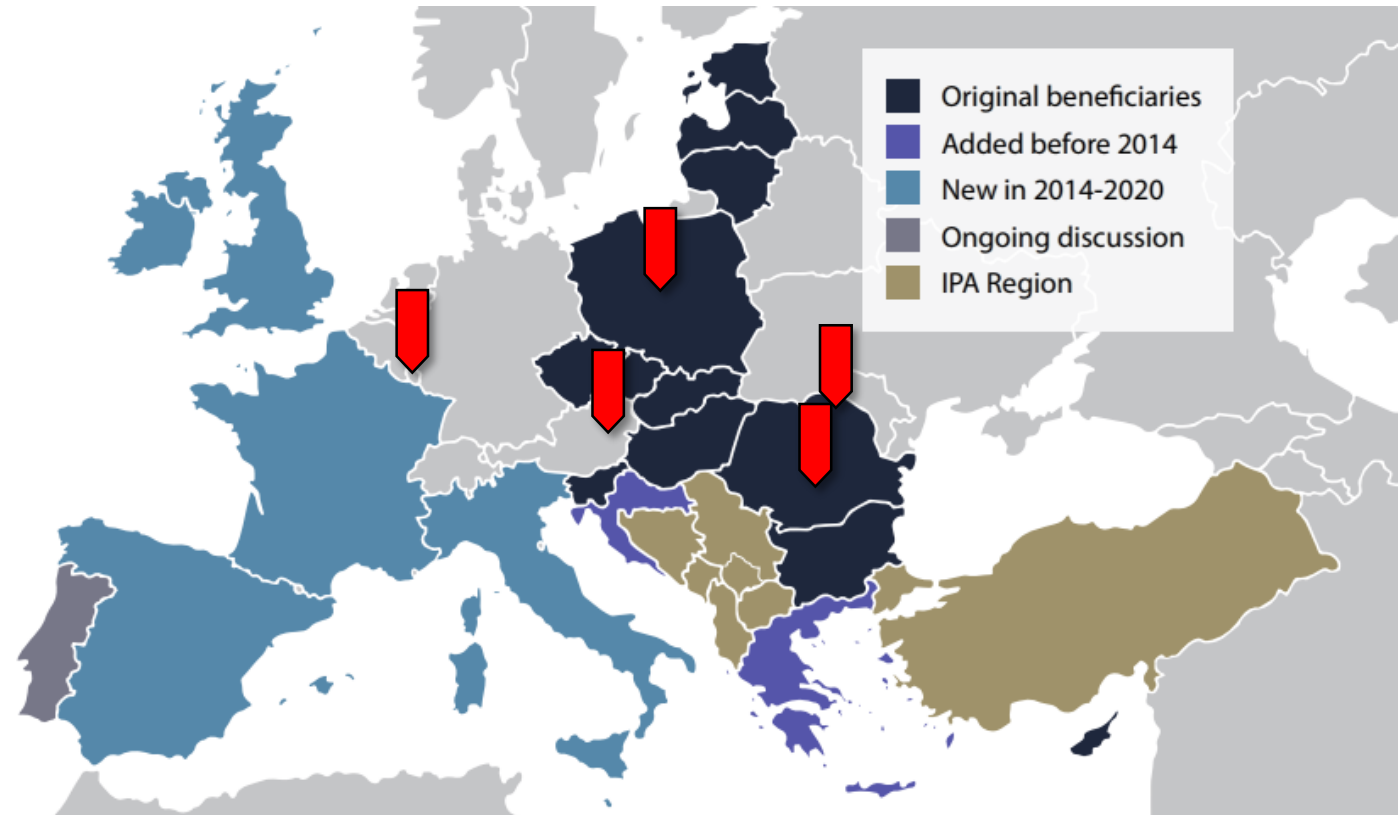 Original beneficiaries
Added before 2014
New in 2014-2020
Ongoing discussion
IPA Region